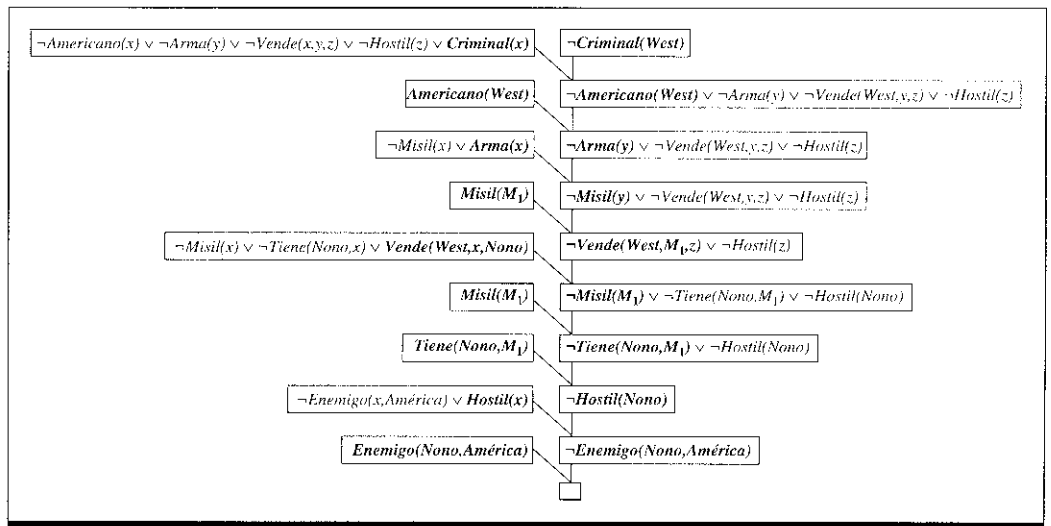 ¬Americano(x) ∨ ¬Arma(y) ∨ ¬Vende(x,y,z) ∨ ¬Hostil(z) ∨ Criminal(x)
¬Criminal(West)
Americano(West)
¬Americano(West) ∨ ¬Arma(y) ∨ ¬Vende(West,y,z) ∨ ¬Hostil(z)
¬Misil(x) ∨ Arma(x)
¬Arma(y) ∨ ¬Vende(West,y,z) ∨ ¬Hostil(z)
Misil(M₁)
¬Misil(y) ∨ ¬Vende(West,y,z) ∨ ¬Hostil(z)
¬Misil(x) ∨ ¬Tiene(Nono,x) ∨ Vende(West,x,Nono)
¬Vende(West,M₁,z) ∨ ¬Hostil(z)
Misil(M₁)
¬Misil(M₁) ∨ ¬Tiene(Nono,M₁) ∨ ¬Hostil(Nono)
Tiene(Nono,M₁)
¬Tiene(Nono,M₁) ∨ ¬Hostil(Nono)
¬Enemigo(x,América) ∨ Hostil(x)
¬Hostil(Nono)
Enemigo(Nono,América)
¬Enemigo(Nono,América)